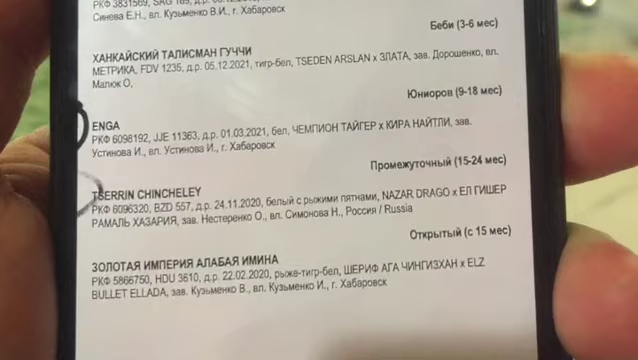 РКФ 3831569, SAG 165, д.р.
Синева Е.Н., вл. Кузьменко В.И., г. Хабаровск
Беби (3-6 мес)
ХАНКАЙСКИЙ ТАЛИСМАН ГУЧЧИ
МЕТРИКА, FDV 1235, д.р. 05.12.2021, тигр-бел, TSEDEN ARSLAN x ЗЛАТА, зав. Дорошенко, вл.
Малюк О,
Юниоров (9-18 мес)
ENGA
РКФ 6098192, JJE 11363, д.р. 01.03.2021, бел, ЧЕМПИОН ТАЙГЕР x КИРА НАЙТЛИ, зав.
Устинова И., вл. Устинова И., г. Хабаровск
Промежуточный (15-24 мес)
TSERRIN CHINCHELEY
РКФ 6096320, BZD 557, д.р. 24.11.2020, белый с рыжими пятнами, NAZAR DRAGO x ЕЛ ГИШЕР
РАМАЛЬ ХАЗАРИЯ, зав. Нестеренко О., вл. Симонова Н., Россия / Russia
Открытый (с 15 мес)
ЗОЛОТАЯ ИМПЕРИЯ АЛАБАЯ ИМИНА
РКФ 5866750, HDU 3610, д.р. 22.02.2020, рыже-тигр-бел, ШЕРИФ АГА ЧИНГИЗХАН x ELZ
BULLET ELLADA, зав. Кузьменко В., вл. Кузьменко И., г. Хабаровск